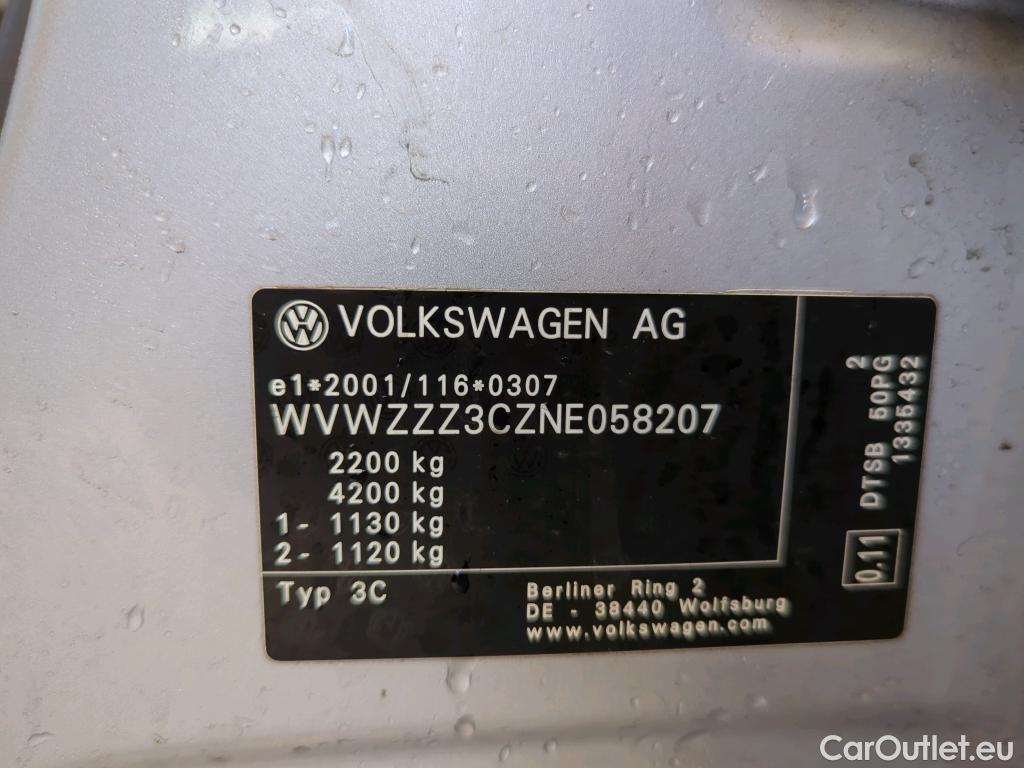 VOLKSWAGEN AG
e1*2001/116*0307
WVWZZZ3CZNE058207
2200 kg
4200 kg
1- 1130 kg
2- 1120 kg
Typ 3C
Berliner Ring 2
DE - 38440 Wolfsburg
www.volkswagen.com
0.11
DTSB 50PG 2
1335432
CarOutlet.eu